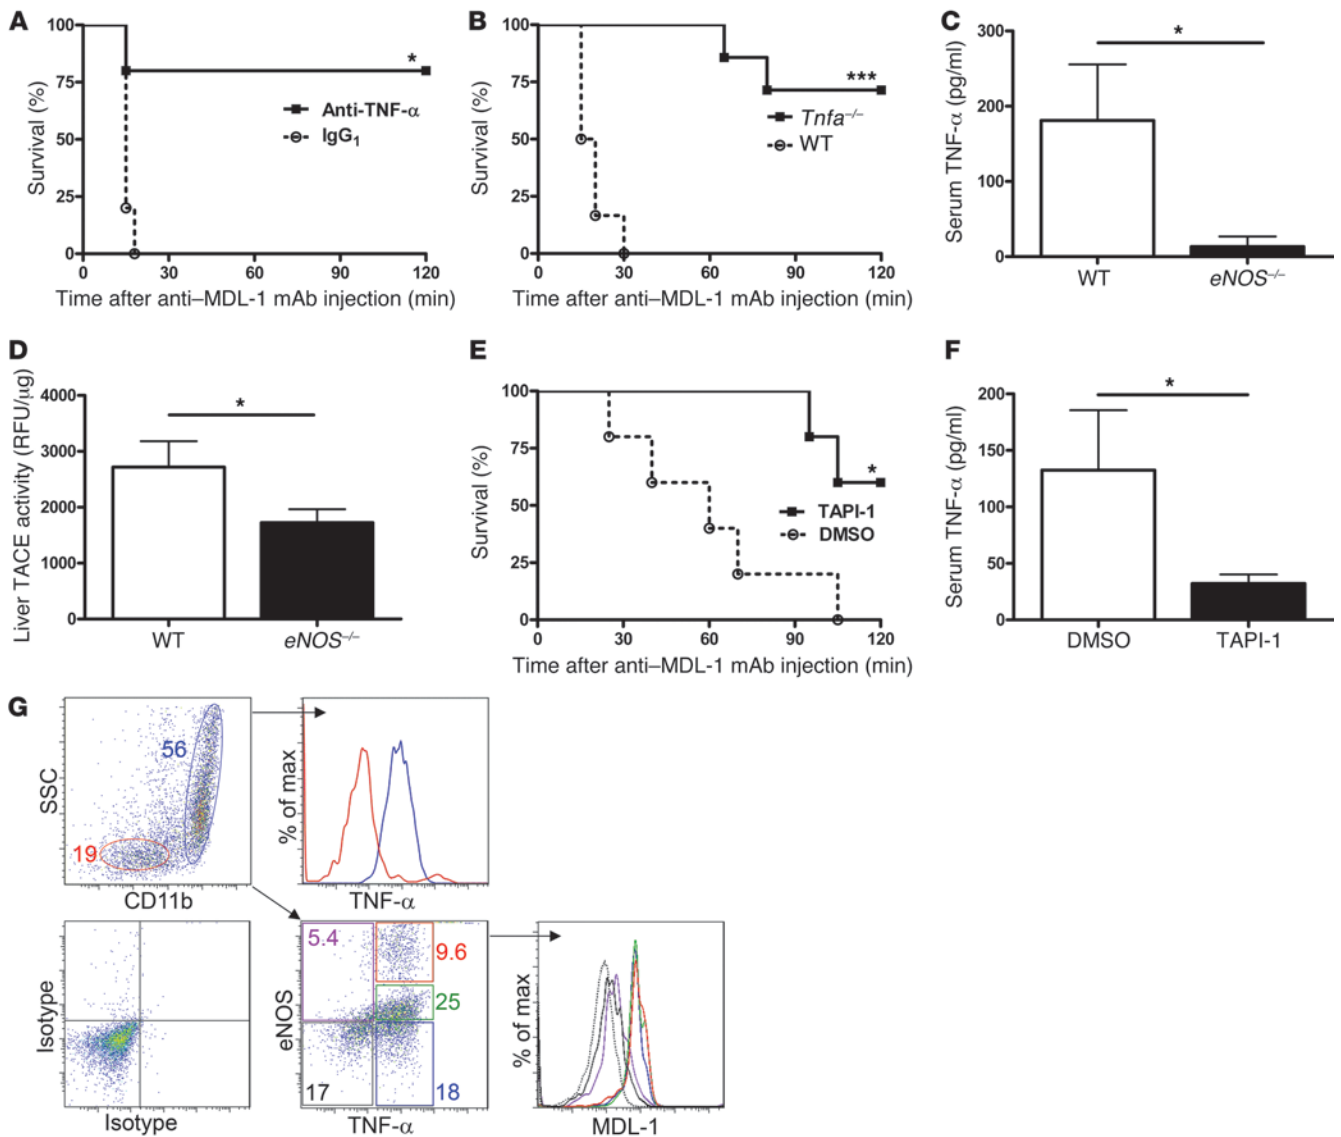 A
100
75
50
25
0
Survival (%)
*
Anti-TNF-α
IgG1
0 30 60 90 120
Time after anti–MDL-1 mAb injection (min)
B
100
75
50
25
0
Survival (%)
***
Tnfa–/–
WT
0 30 60 90 120
Time after anti–MDL-1 mAb injection (min)
C
300
200
100
0
Serum TNF-α (pg/ml)
*
WT eNOS–/–
D
4000
3000
2000
1000
0
Liver TACE activity (RFU/μg)
*
WT eNOS–/–
E
100
75
50
25
0
Survival (%)
*
TAPI-1
DMSO
0 30 60 90 120
Time after anti–MDL-1 mAb injection (min)
F
200
150
100
50
0
Serum TNF-α (pg/ml)
*
DMSO TAPI-1
G
SSC
56
19
CD11b
% of max
TNF-α
Isotype
Isotype
eNOS
5.4
9.6
25
17
18
TNF-α
% of max
MDL-1